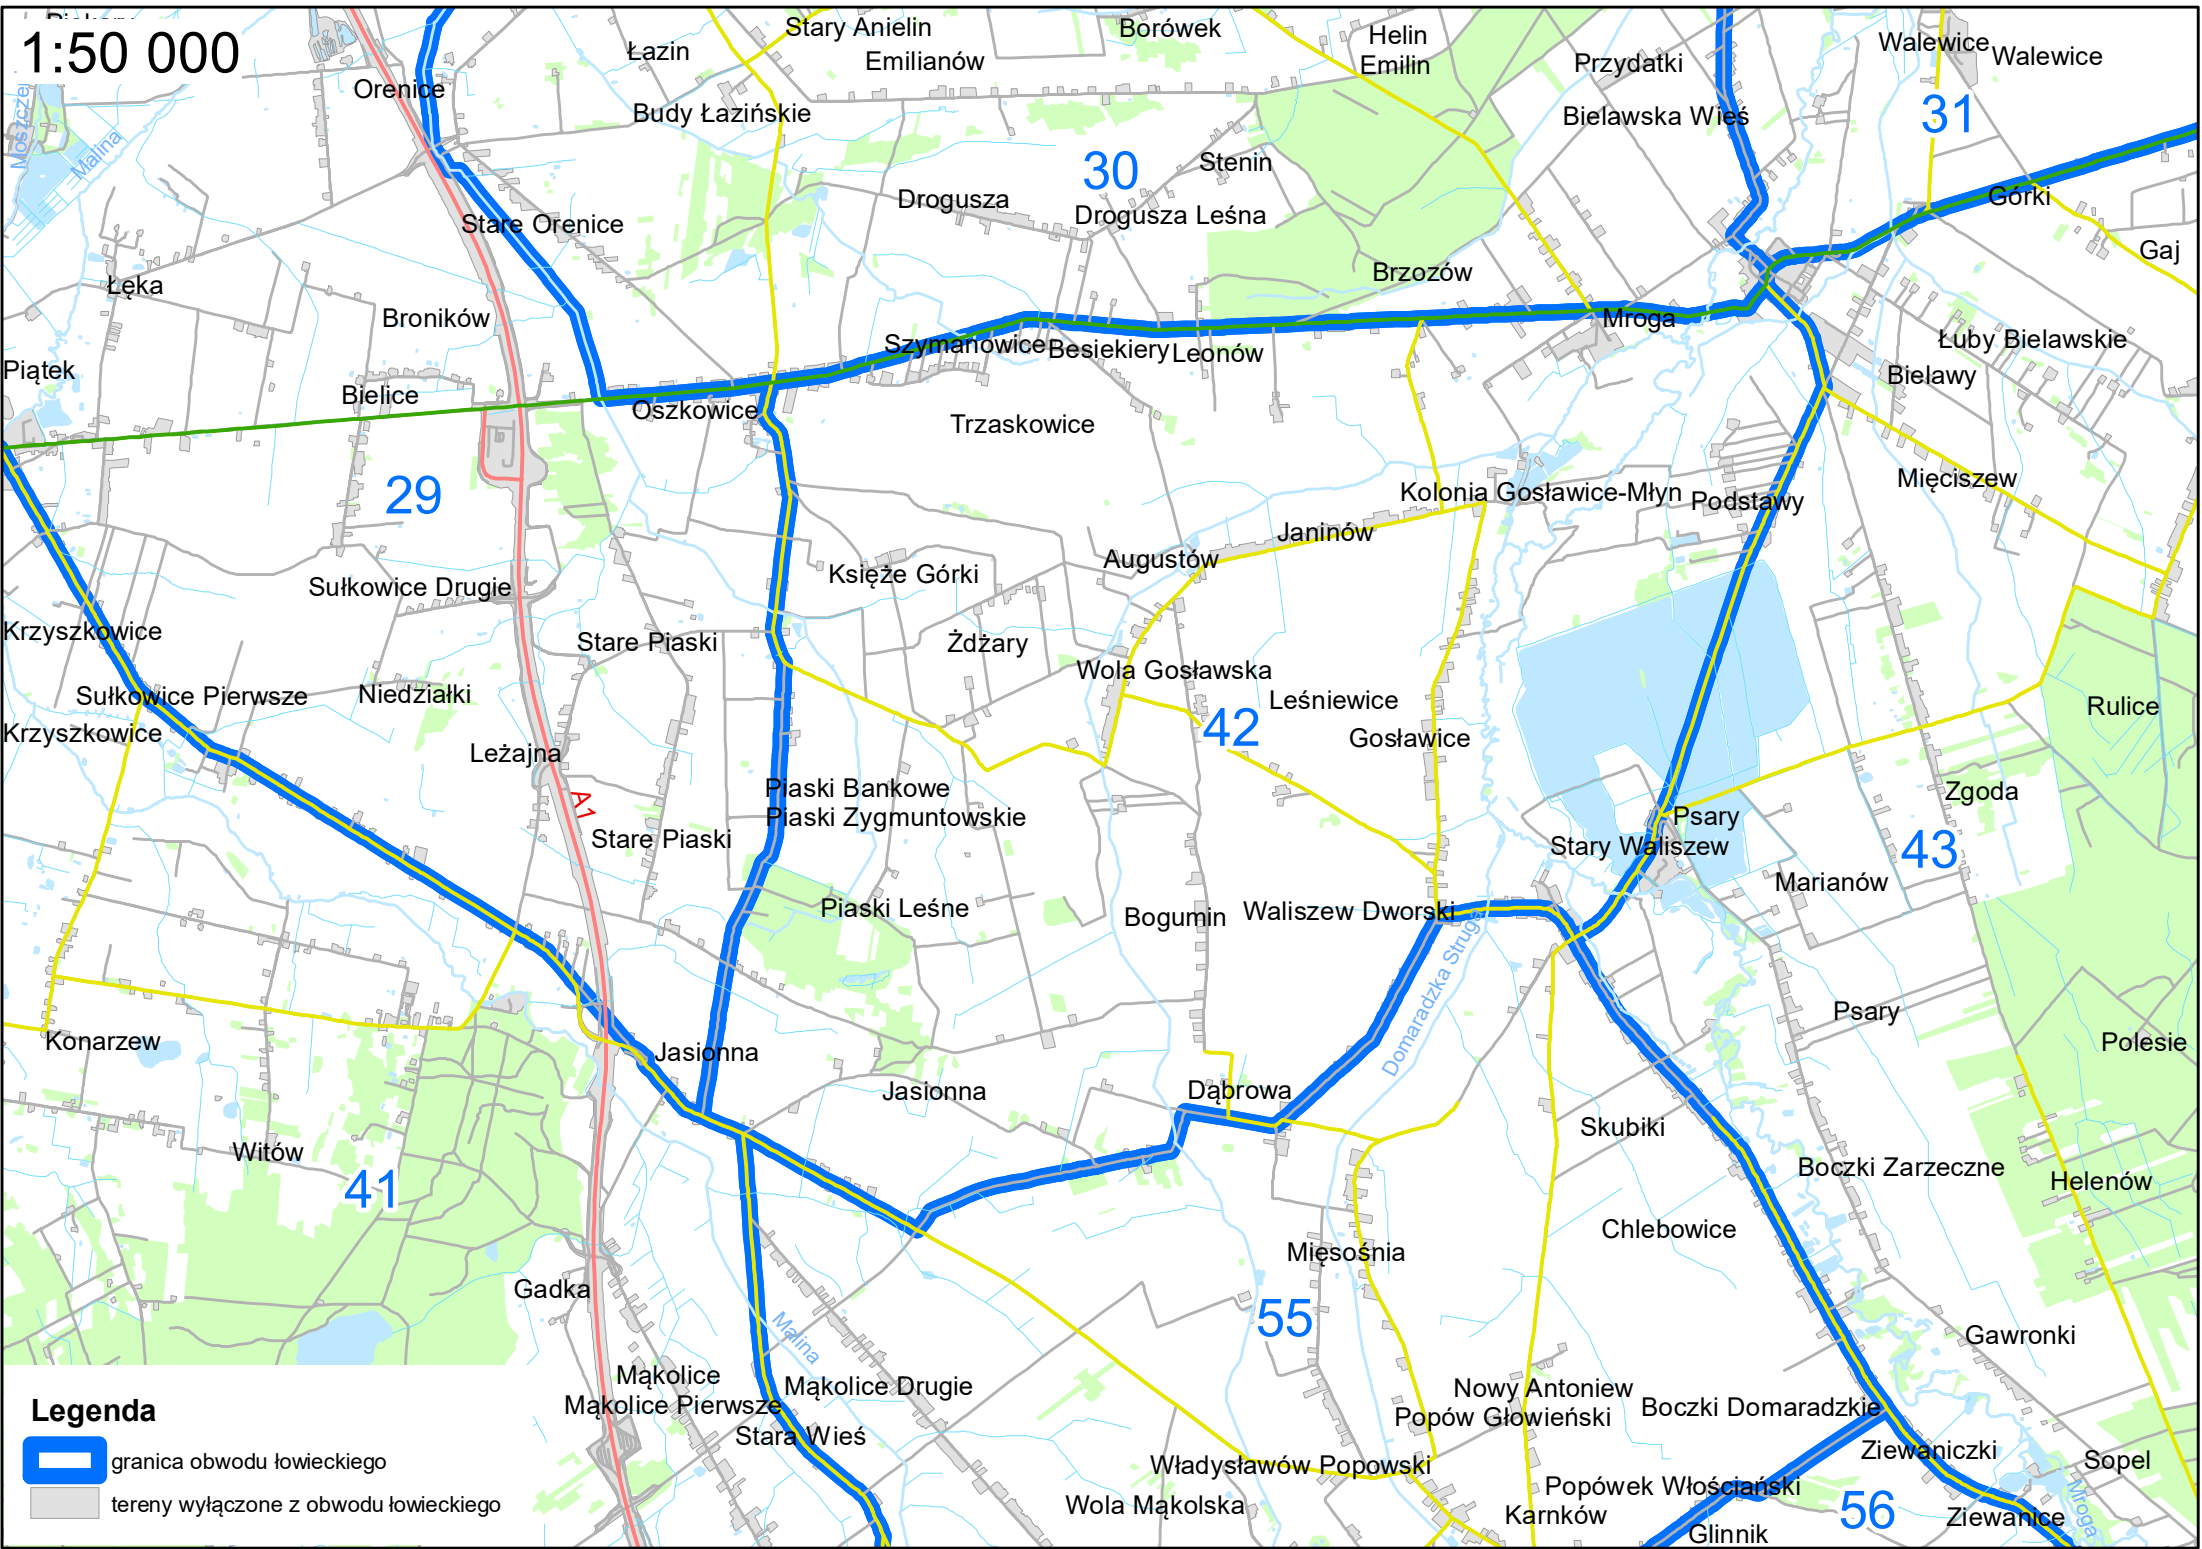 1:50 000
Stary Anielin
Borówek
Helin
Emilin
Walewice
Walewice
Łazin
Emilianów
Przydatki
Orenice
Budy Łazińskie
Bielawska Wieś
31
Malina
30
Stenin
Drogusza
Drogusza Leśna
Górki
Stare Orenice
Gaj
Łęka
Brzozów
Broników
Mroga
Szymanowice
Besiekiery
Leonów
Łuby Bielawskie
Piątek
Bielice
Bielawy
Oszkowice
Trzaskowice
29
Kolonia Gosławice-Młyn
Podstawy
Mięciszew
Janinów
Augustów
Księże Górki
Sułkowice Drugie
Krzyszkowice
Stare Piaski
Żdżary
Wola Gosławska
Sułkowice Pierwsze
Niedziałki
Leśniewice
Rulice
42
Krzyszkowice
Gosławice
Leżajna
A1
Piaski Bankowe
Piaski Zygmuntowskie
Zgoda
Psary
Stare Piaski
Stary Waliszew
43
Marianów
Piaski Leśne
Bogumin
Waliszew Dworski
Domaradzka Struga
Psary
Konarzew
Jasionna
Polesie
Jasionna
Dąbrowa
Skubiki
Witów
Boczki Zarzeczne
Helenów
41
Chlebowice
Mięsośnia
Gadka
55
Malina
Gawronki
Mąkolice
Mąkolice Pierwsze
Mąkolice Drugie
Nowy Antoniew
Popów Głowieński
Boczki Domaradzkie
Stara Wieś
Ziewaniczki
Sopel
Władysławów Popowski
Popówek Włościański
Wola Mąkolska
Karnków
56
Ziewanice
Mroga
Glinnik
Legenda
granica obwodu łowieckiego
tereny wyłączone z obwodu łowieckiego